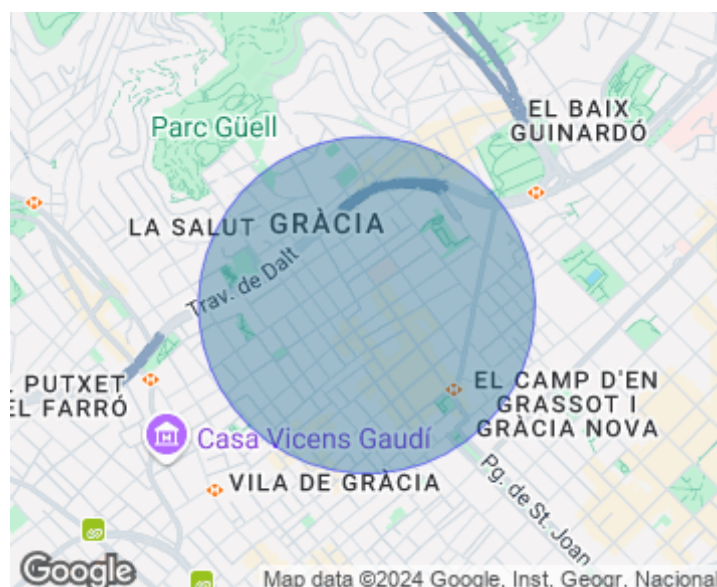 EL BAIX
GUINARDÓ
Parc Güell
LA SALUT
GRÀCIA
Trav. de Dalt
PUTXET
EL FARRÓ
EL CAMP D'EN
GRASSOT I
GRÀCIA NOVA
Casa Vicens Gaudí
VILA DE GRÀCIA
Pg. de St. Joan
Google
Map data ©2024 Google, Inst. Geogr. Nacional